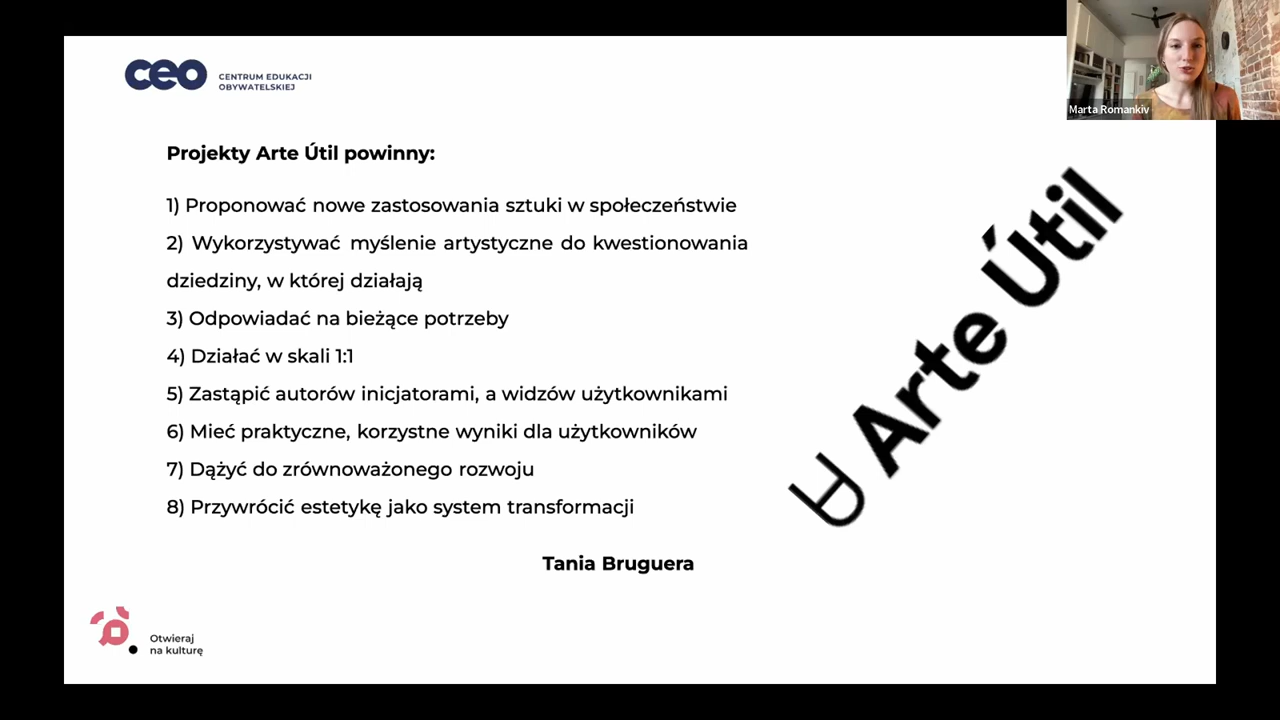 ceo CENTRUM EDUKACJI
OBYWATELSKIEJ
Marta Romankiv
Projekty Arte Útil powinny:
1) Proponować nowe zastosowania sztuki w społeczeństwie
2) Wykorzystywać myślenie artystyczne do kwestionowania
dziedziny, w której działają
3) Odpowiadać na bieżące potrzeby
4) Działać w skali 1:1
5) Zastąpić autorów inicjatorami, a widzów użytkownikami
6) Mieć praktyczne, korzystne wyniki dla użytkowników
7) Dążyć do zrównoważonego rozwoju
8) Przywrócić estetykę jako system transformacji
Tania Bruguera
Arte Útil
Otwieraj
na kulturę